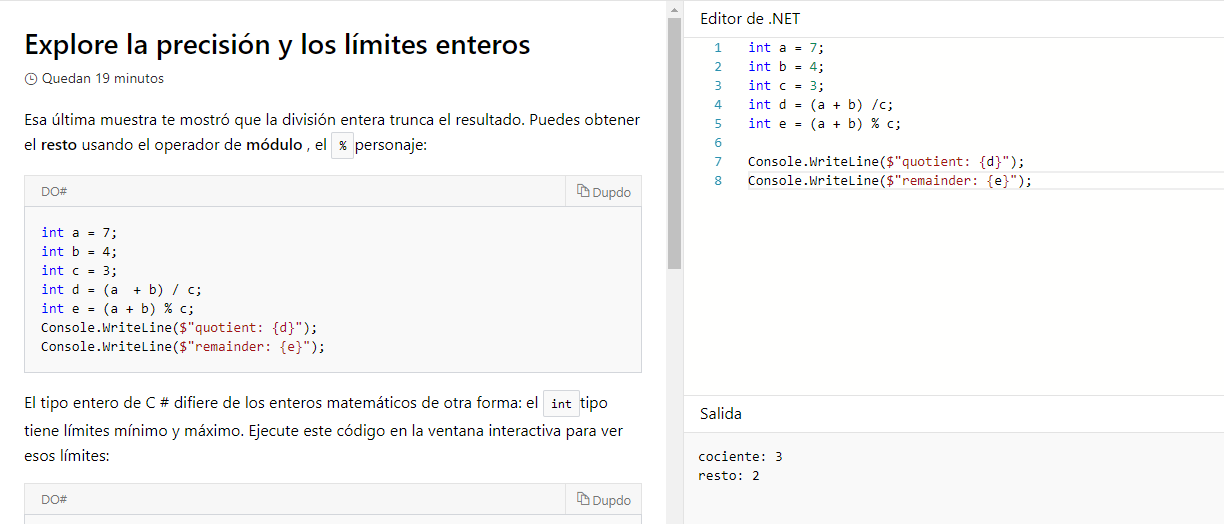 Explore la precisión y los límites enteros
Quedan 19 minutos
Esa última muestra te mostró que la división entera trunca el resultado. Puedes obtener
el resto usando el operador de módulo , el % personaje:
DO#
Dupdo
int a = 7;
int b = 4;
int c = 3;
int d = (a  + b) / c;
int e = (a + b) % c;
Console.WriteLine($"quotient: {d}");
Console.WriteLine($"remainder: {e}");
El tipo entero de C # difiere de los enteros matemáticos de otra forma: el int tipo
tiene límites mínimo y máximo. Ejecute este código en la ventana interactiva para ver
esos límites:
DO#
Dupdo
Editor de .NET
1 int a = 7;
2 int b = 4;
3 int c = 3;
4 int d = (a + b) /c;
5 int e = (a + b) % c;
6
7 Console.WriteLine($"quotient: {d}");
8 Console.WriteLine($"remainder: {e}");
Salida
cociente: 3
resto: 2